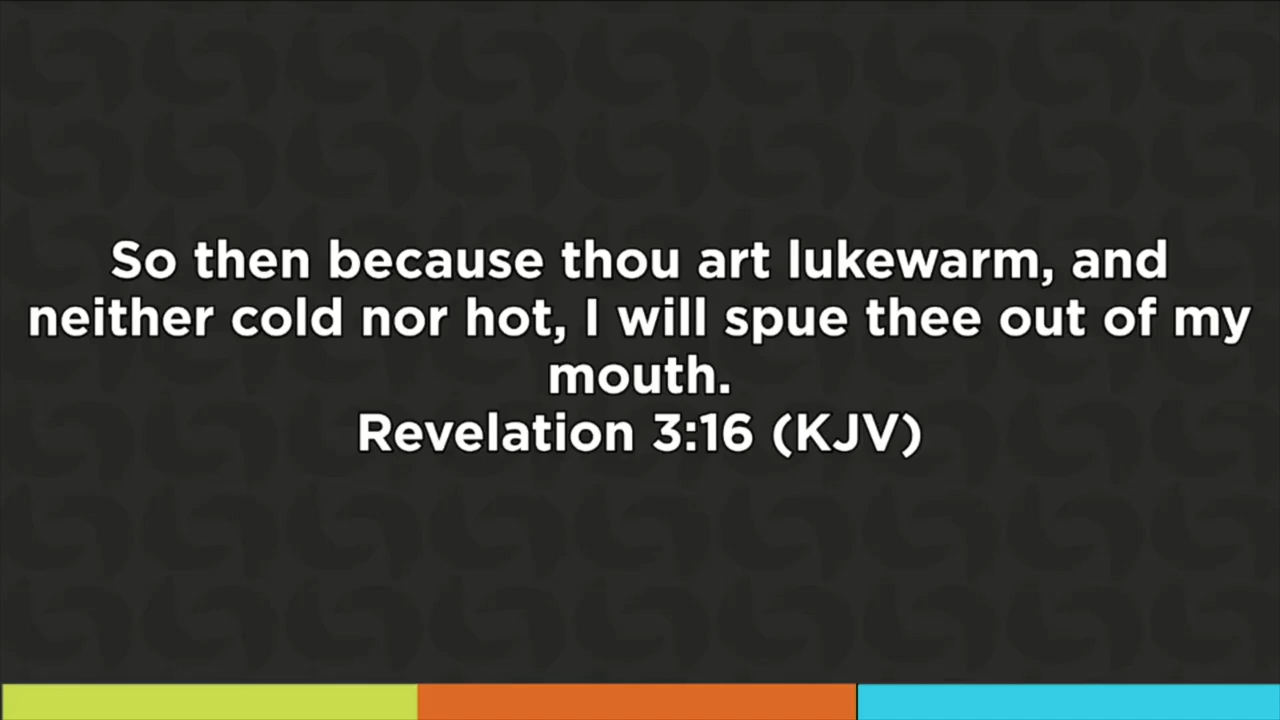 So then because thou art lukewarm, and
neither cold nor hot, I will spue thee out of my
mouth.
Revelation 3:16 (KJV)